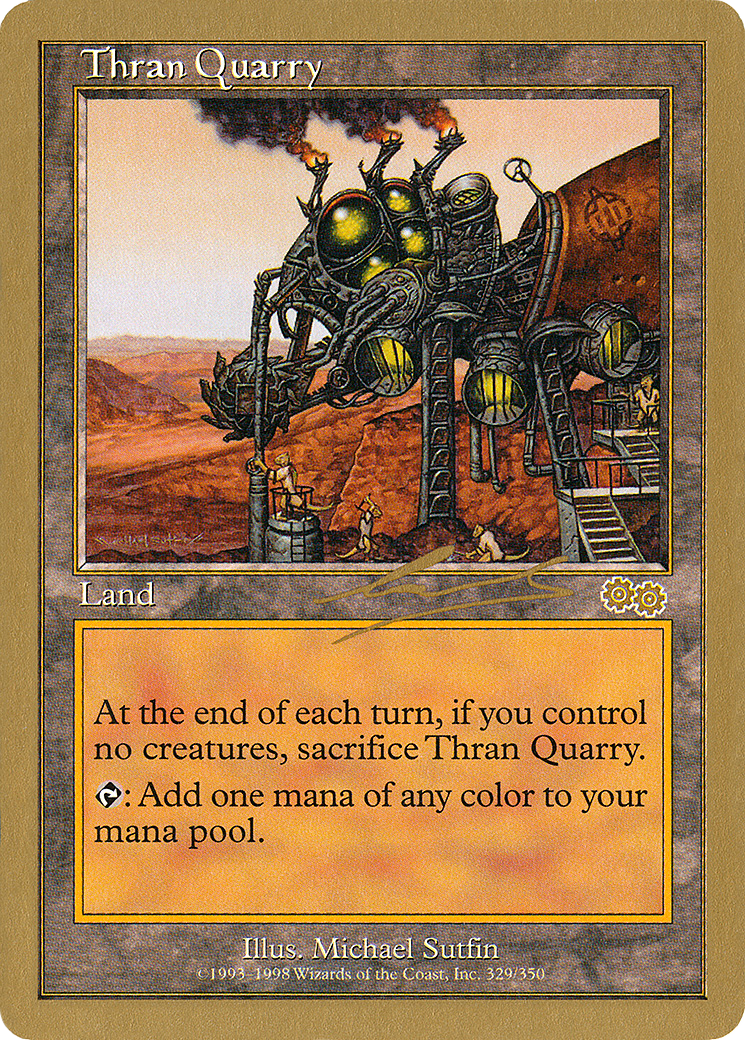 Thran Quarry
Michael Sutfin
Land
At the end of each turn, if you control
no creatures, sacrifice Thran Quarry.
: Add one mana of any color to your
mana pool.
Illus. Michael Sutfin
©1993–1998 Wizards of the Coast, Inc. 329/350